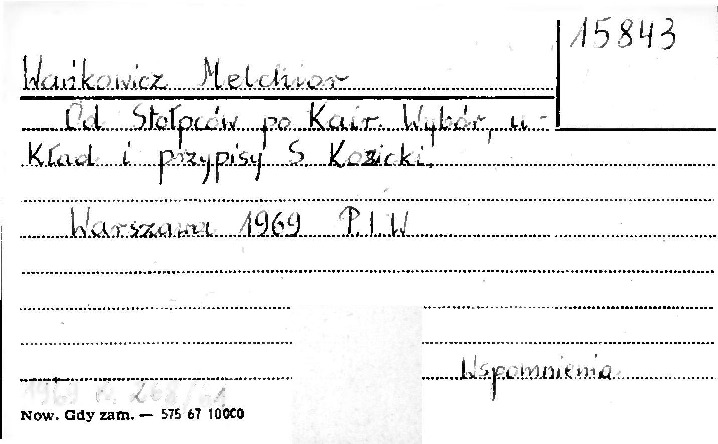 15843
Wańkowicz Melchior
Od Stołpców po Kair. Wybór, u-
kład i przypisy S. Kozicki.
Warszawa 1969 P.I.W
Wspomnienia
Now. Gdy zam. — 575 67 10000